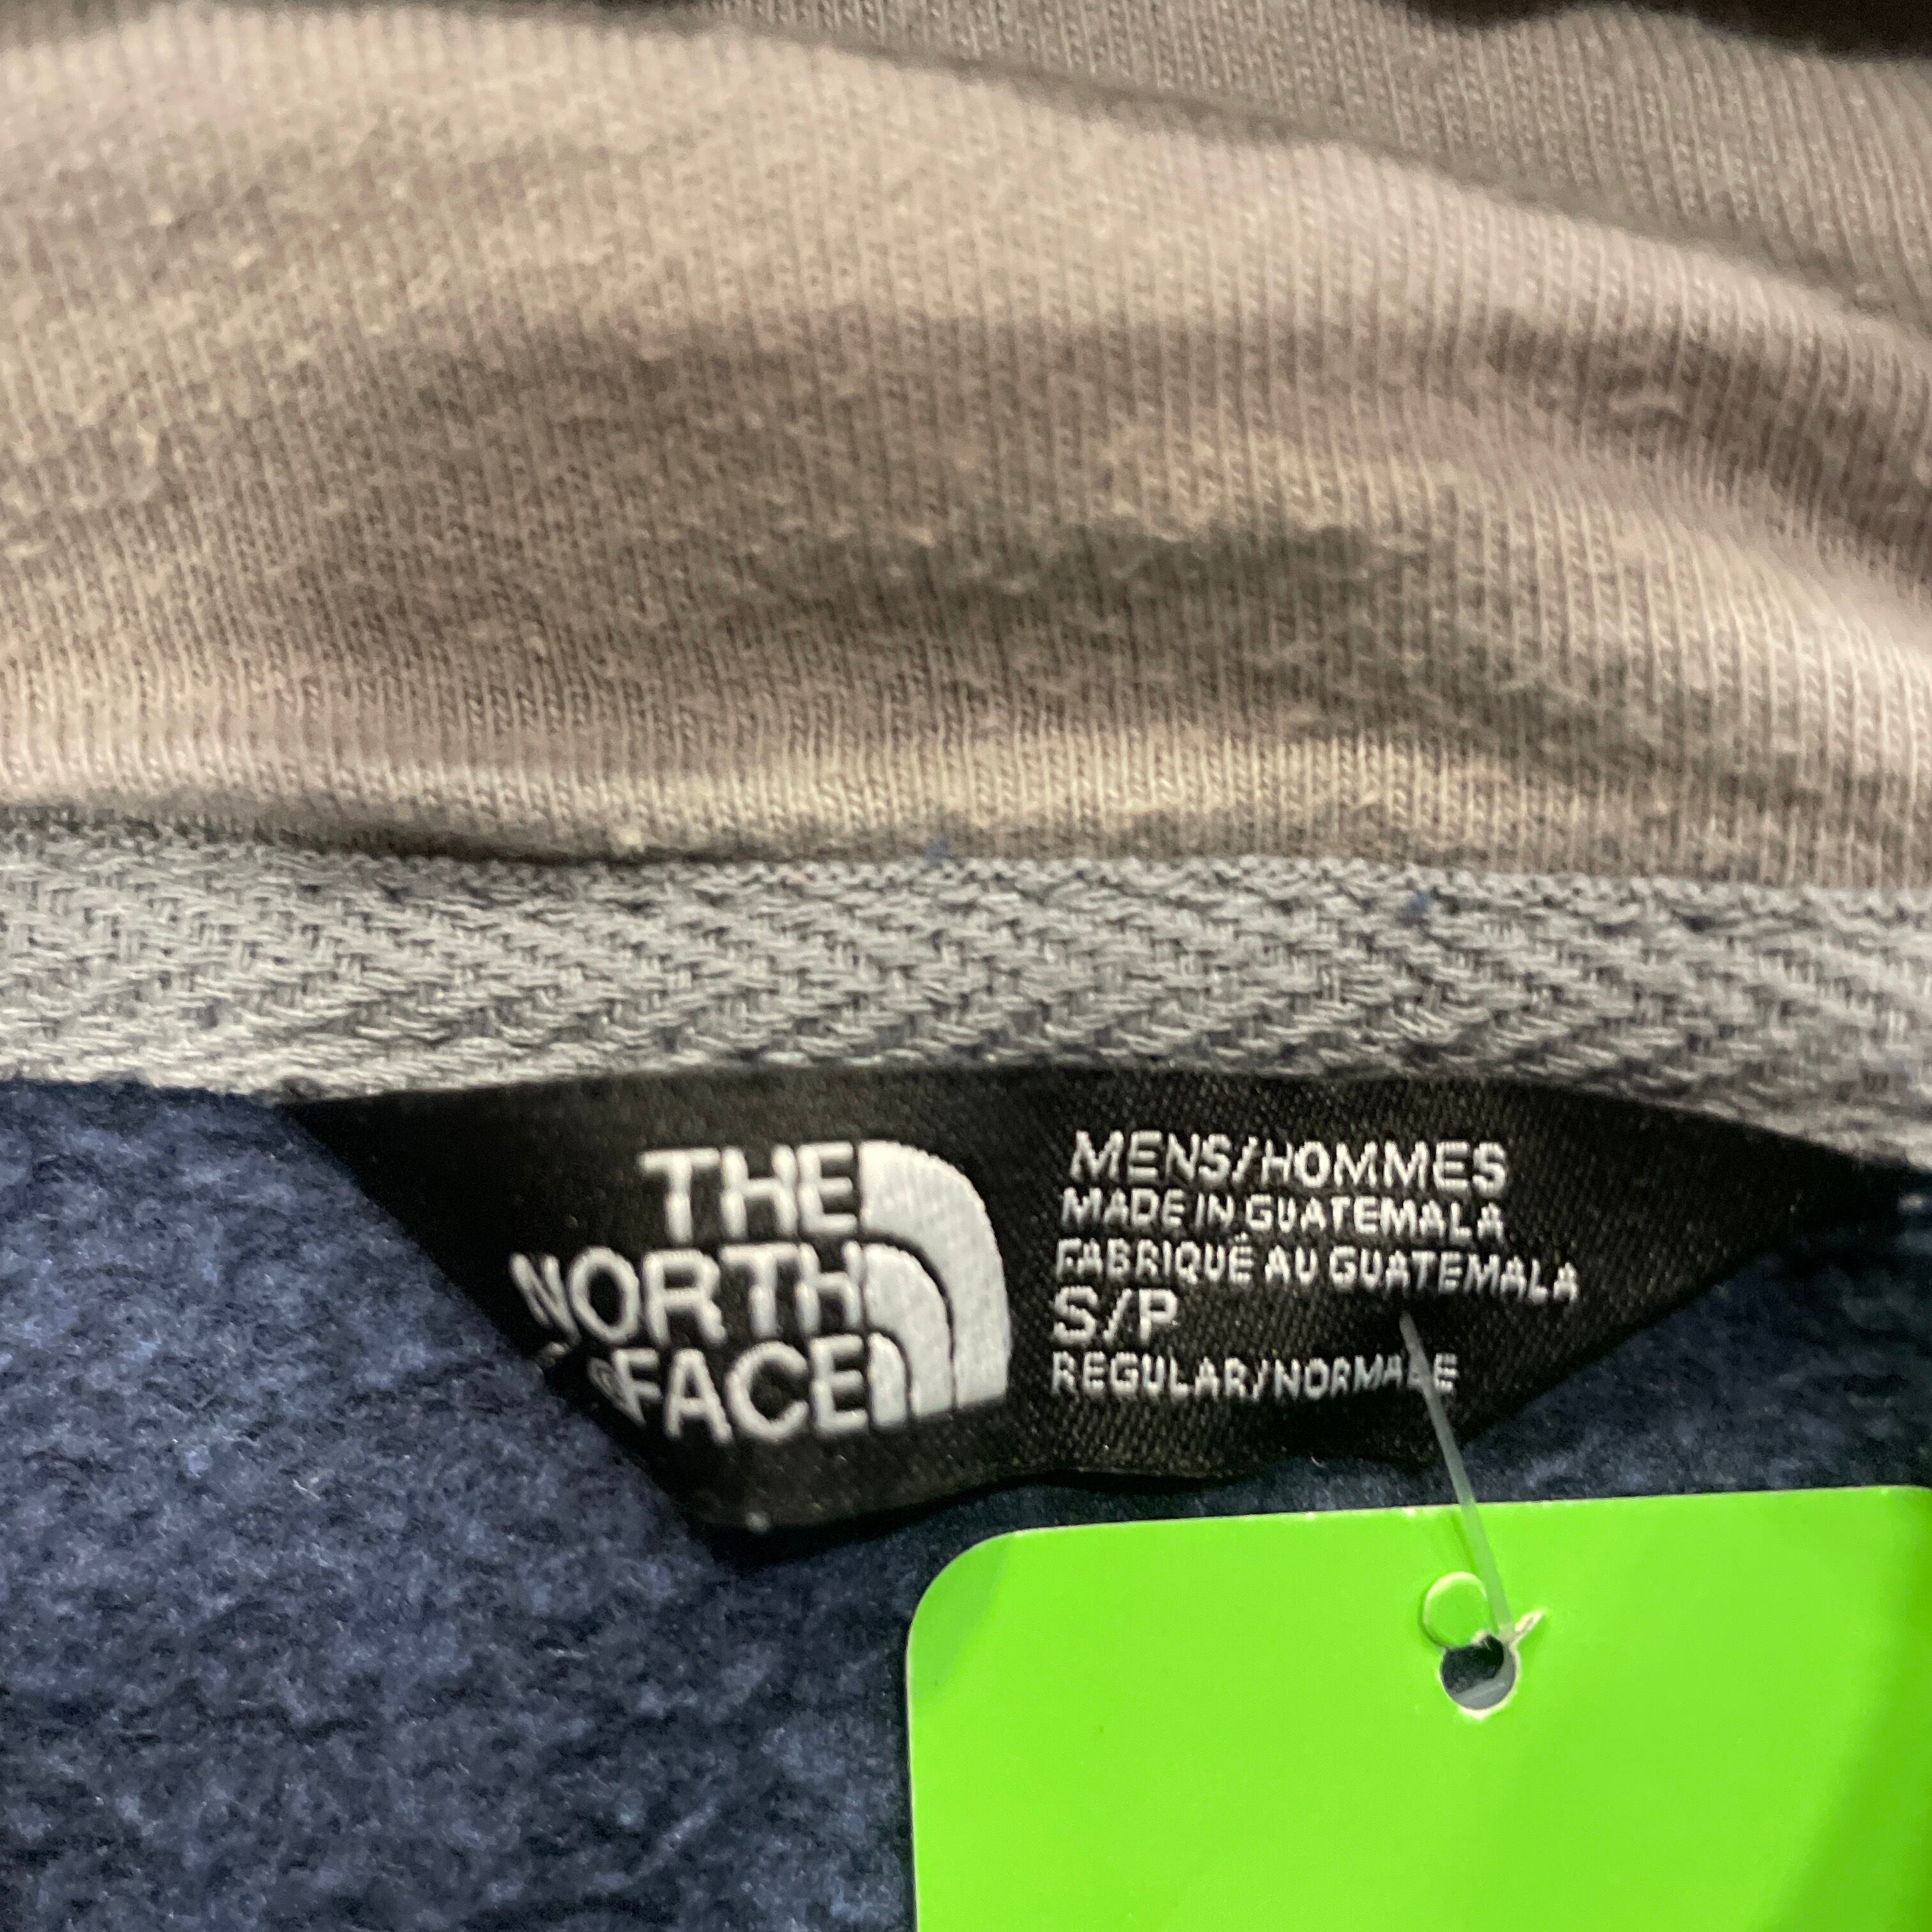 THE
NORTH
®FACE
MENS/HOMMES
MADE IN GUATEMALA
FABRIQUÉ AU GUATEMALA
S/P
REGULAR/NORMALE